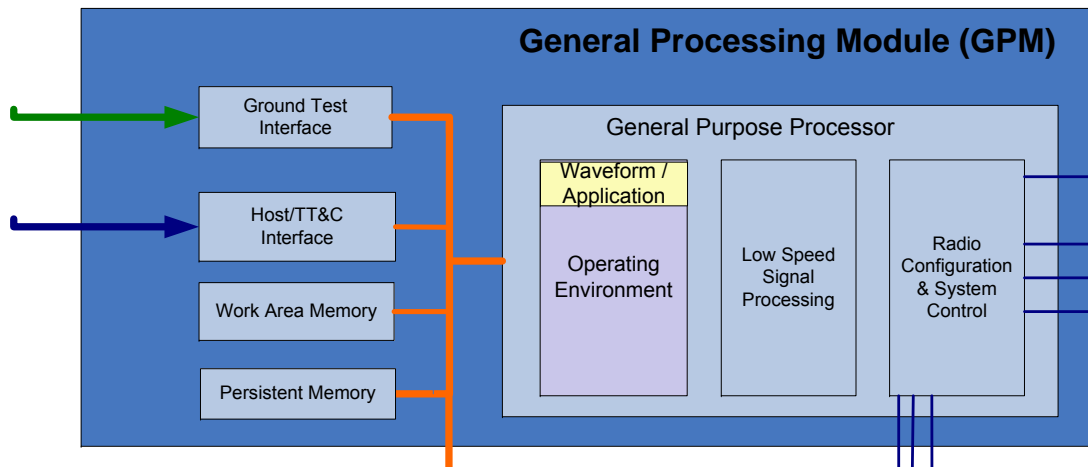 General Processing Module (GPM)
Ground Test
Interface
General Purpose Processor
Waveform /
Application
Host/TT&C
Interface
Operating
Environment
Low Speed
Signal
Processing
Radio
Configuration
& System
Control
Work Area Memory
Persistent Memory